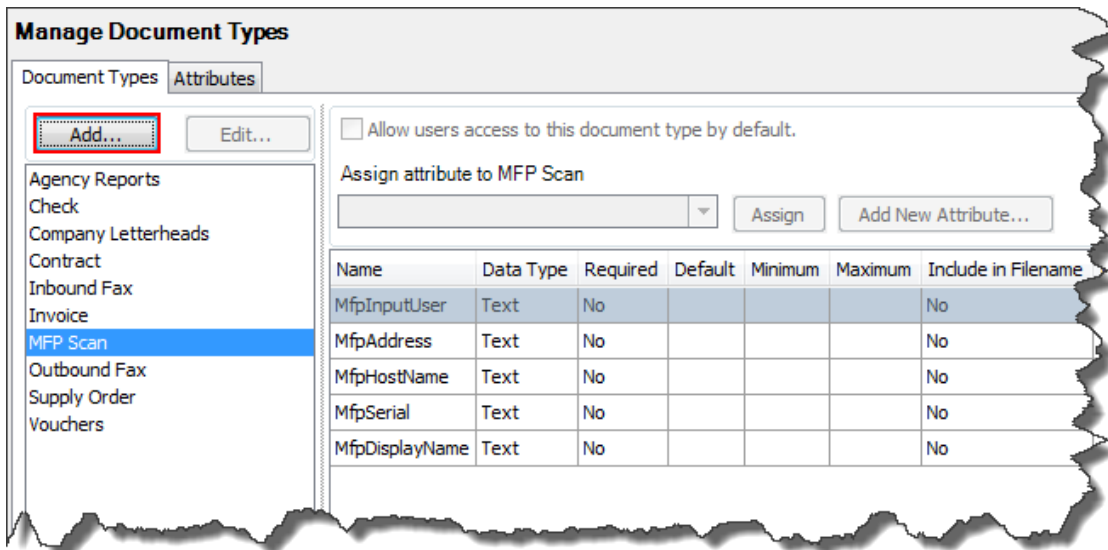 Manage Document Types
Document Types Attributes
Add... Edit...
Agency Reports
Check
Company Letterheads
Contract
Inbound Fax
Invoice
MFP Scan
Outbound Fax
Supply Order
Vouchers
Allow users access to this document type by default.
Assign attribute to MFP Scan
Assign Add New Attribute...
Name Data Type Required Default Minimum Maximum Include in Filename
MfpInputUser Text No No
MfpAddress Text No No
MfpHostName Text No No
MfpSerial Text No No
MfpDisplayName Text No No